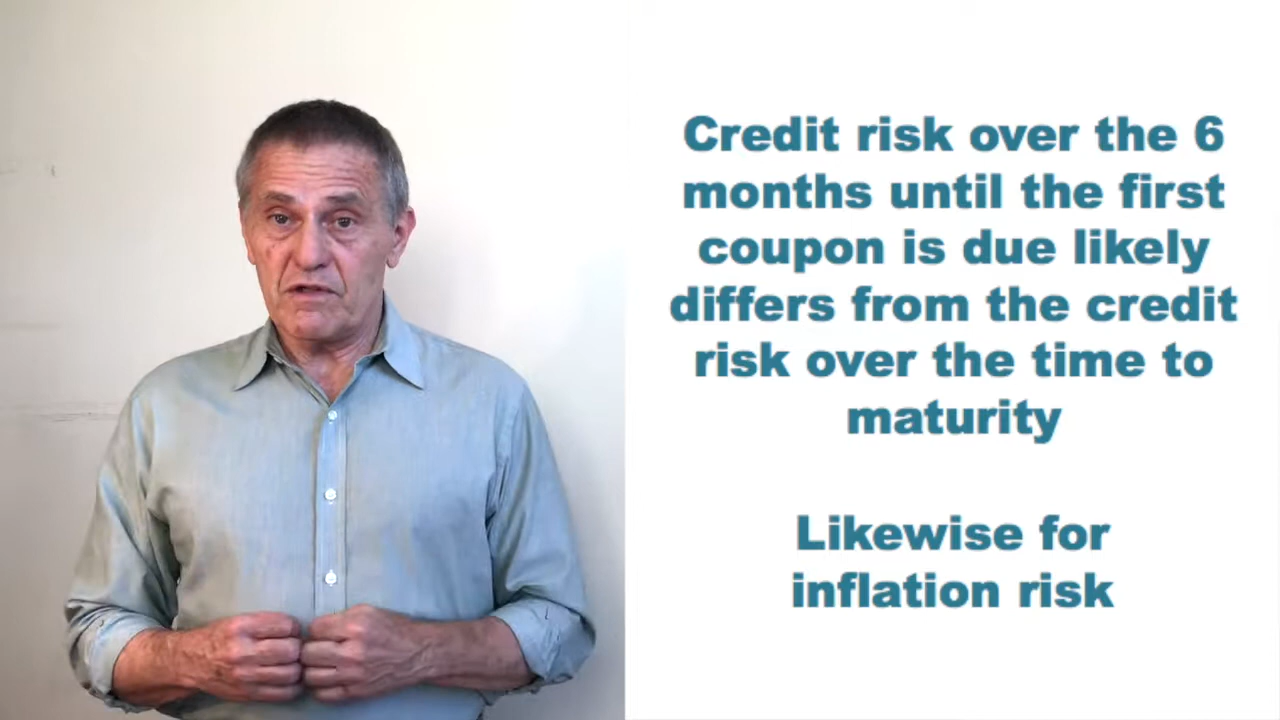 Credit risk over the 6
months until the first
coupon is due likely
differs from the credit
risk over the time to
maturity
Likewise for
inflation risk